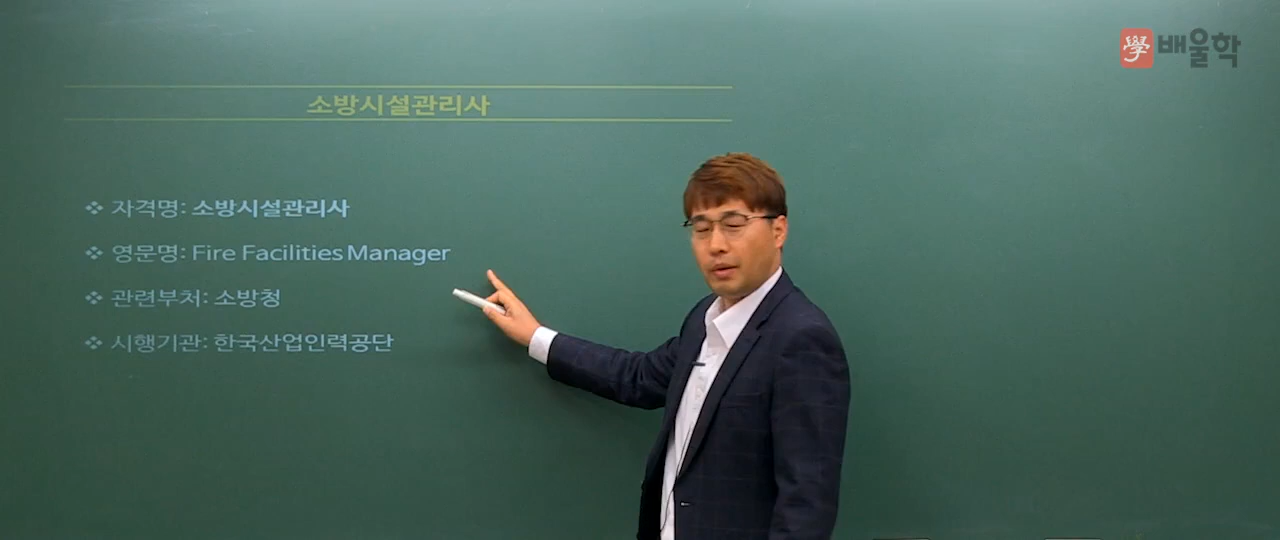 學 배울학
소방시설관리사
❖ 자격명: 소방시설관리사
❖ 영문명: Fire Facilities Manager
❖ 관련부처: 소방청
❖ 시행기관: 한국산업인력공단